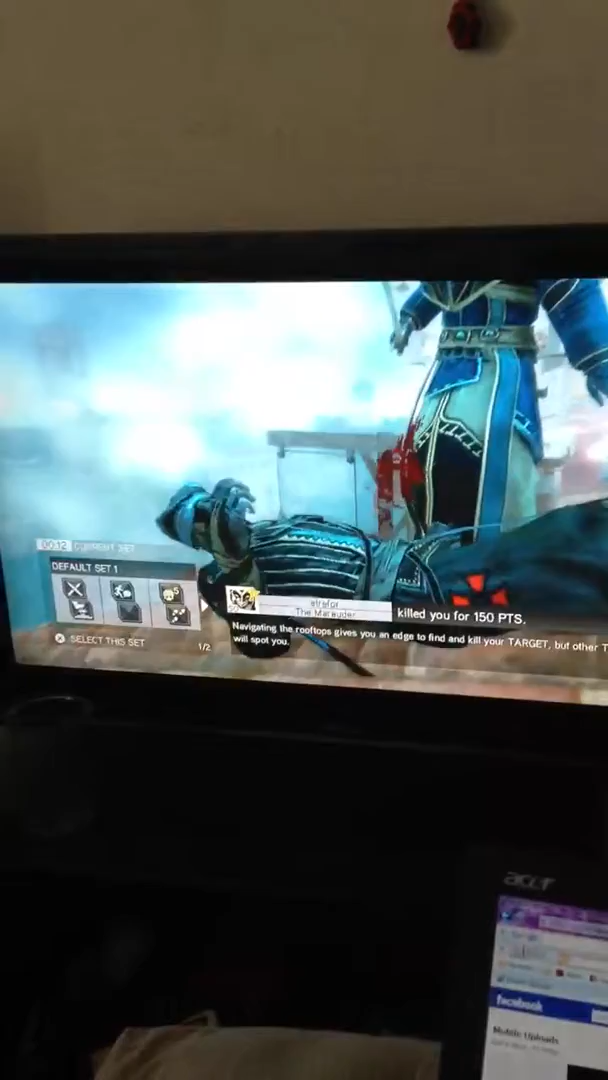 00:12 CURRENT SET
DEFAULT SET 1
5
The Marauder
killed you for 150 PTS.
SELECT THIS SET
1/2
Navigating the rooftops gives you an edge to find and kill your TARGET, but other T
will spot you.
acer
facebook
Mobile Uploads